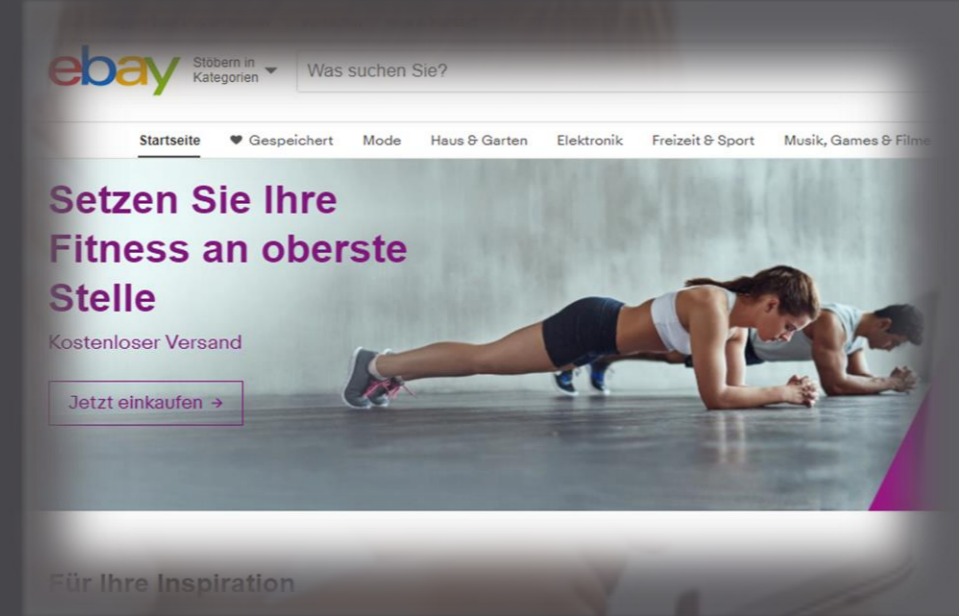 ebay
Stöbern in
Kategorien
Was suchen Sie?
Startseite Gespeichert Mode Haus & Garten Elektronik Freizeit & Sport Musik, Games & Filme
Setzen Sie Ihre
Fitness an oberste
Stelle
Kostenloser Versand
Jetzt einkaufen →
Für Ihre Inspiration